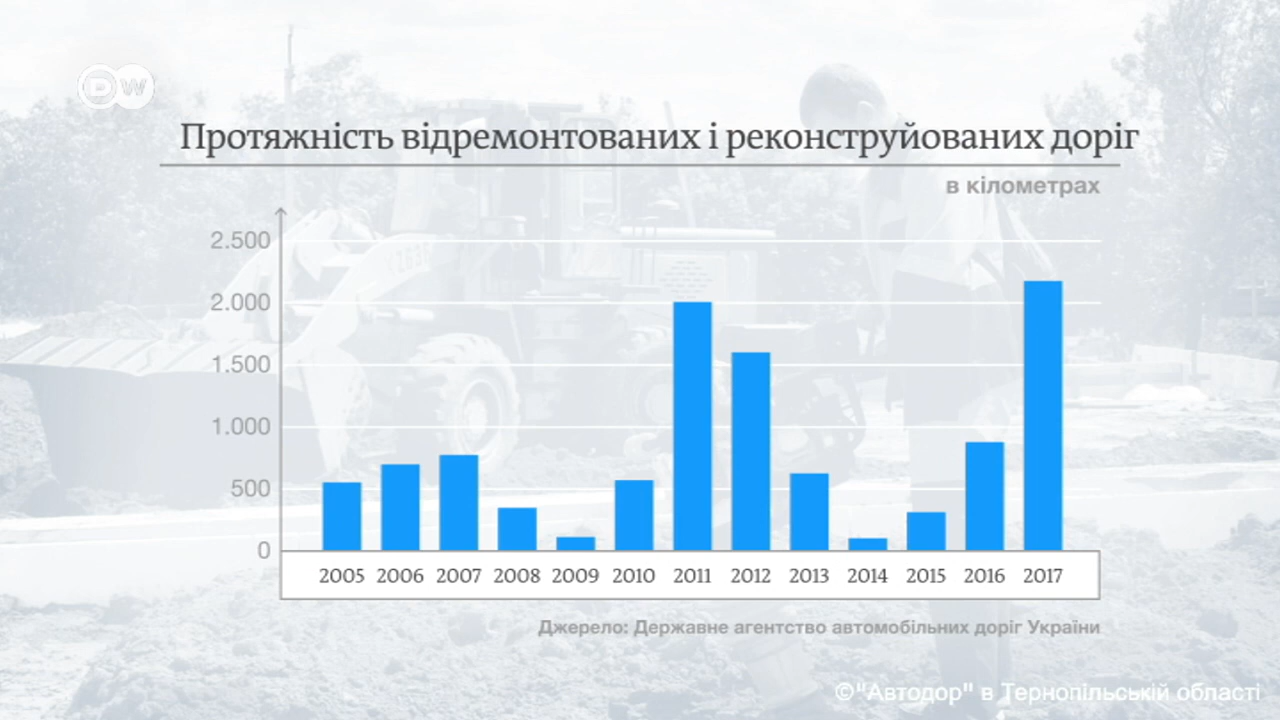 DW
Протяжність відремонтованих і реконструйованих доріг
в кілометрах
2.500
2.000
1.500
1.000
500
0
2005 2006 2007 2008 2009 2010 2011 2012 2013 2014 2015 2016 2017
Джерело: Державне агентство автомобільних доріг України
©"Автодор" в Тернопільській області